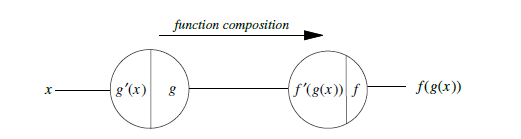 function composition
x g′(x) g f′(g(x)) f f(g(x))